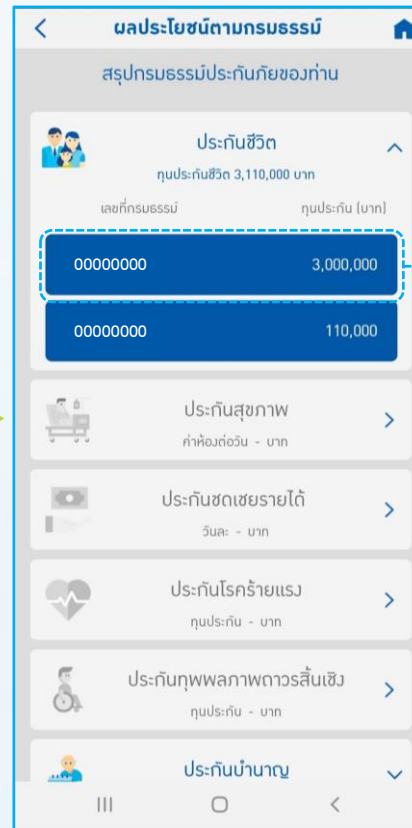 ผลประโยชน์ตามกรมธรรม์
สรุปกรมธรรม์ประกันภัยของท่าน
ประกันชีวิต
ทุนประกันชีวิต 3,110,000 บาท
เลขที่กรมธรรม์ ทุนประกัน (บาท)
00000000 3,000,000
00000000 110,000
ประกันสุขภาพ
ค่าห้องต่อวัน - บาท
ประกันชดเชยรายได้
วันละ - บาท
ประกันโรคร้ายแรง
ทุนประกัน - บาท
ประกันทุพพลภาพถาวรสิ้นเชิง
ทุนประกัน - บาท
ประกันบำนาญ